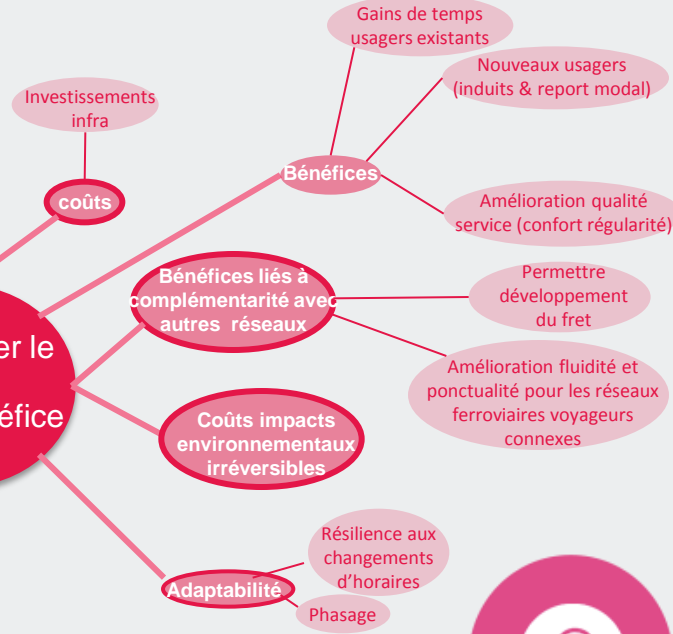 Gains de temps
usagers existants
Nouveaux usagers
(induits & report modal)
Investissements
infra
Bénéfices
coûts
Amélioration qualité
service (confort régularité)
Bénéfices liés à
complémentarité avec
autres réseaux
Permettre
développement
du fret
er le
éfice
Amélioration fluidité et
ponctualité pour les réseaux
ferroviaires voyageurs
connexes
Coûts impacts
environnementaux
irréversibles
Résilience aux
changements
d’horaires
Adaptabilité
Phasage